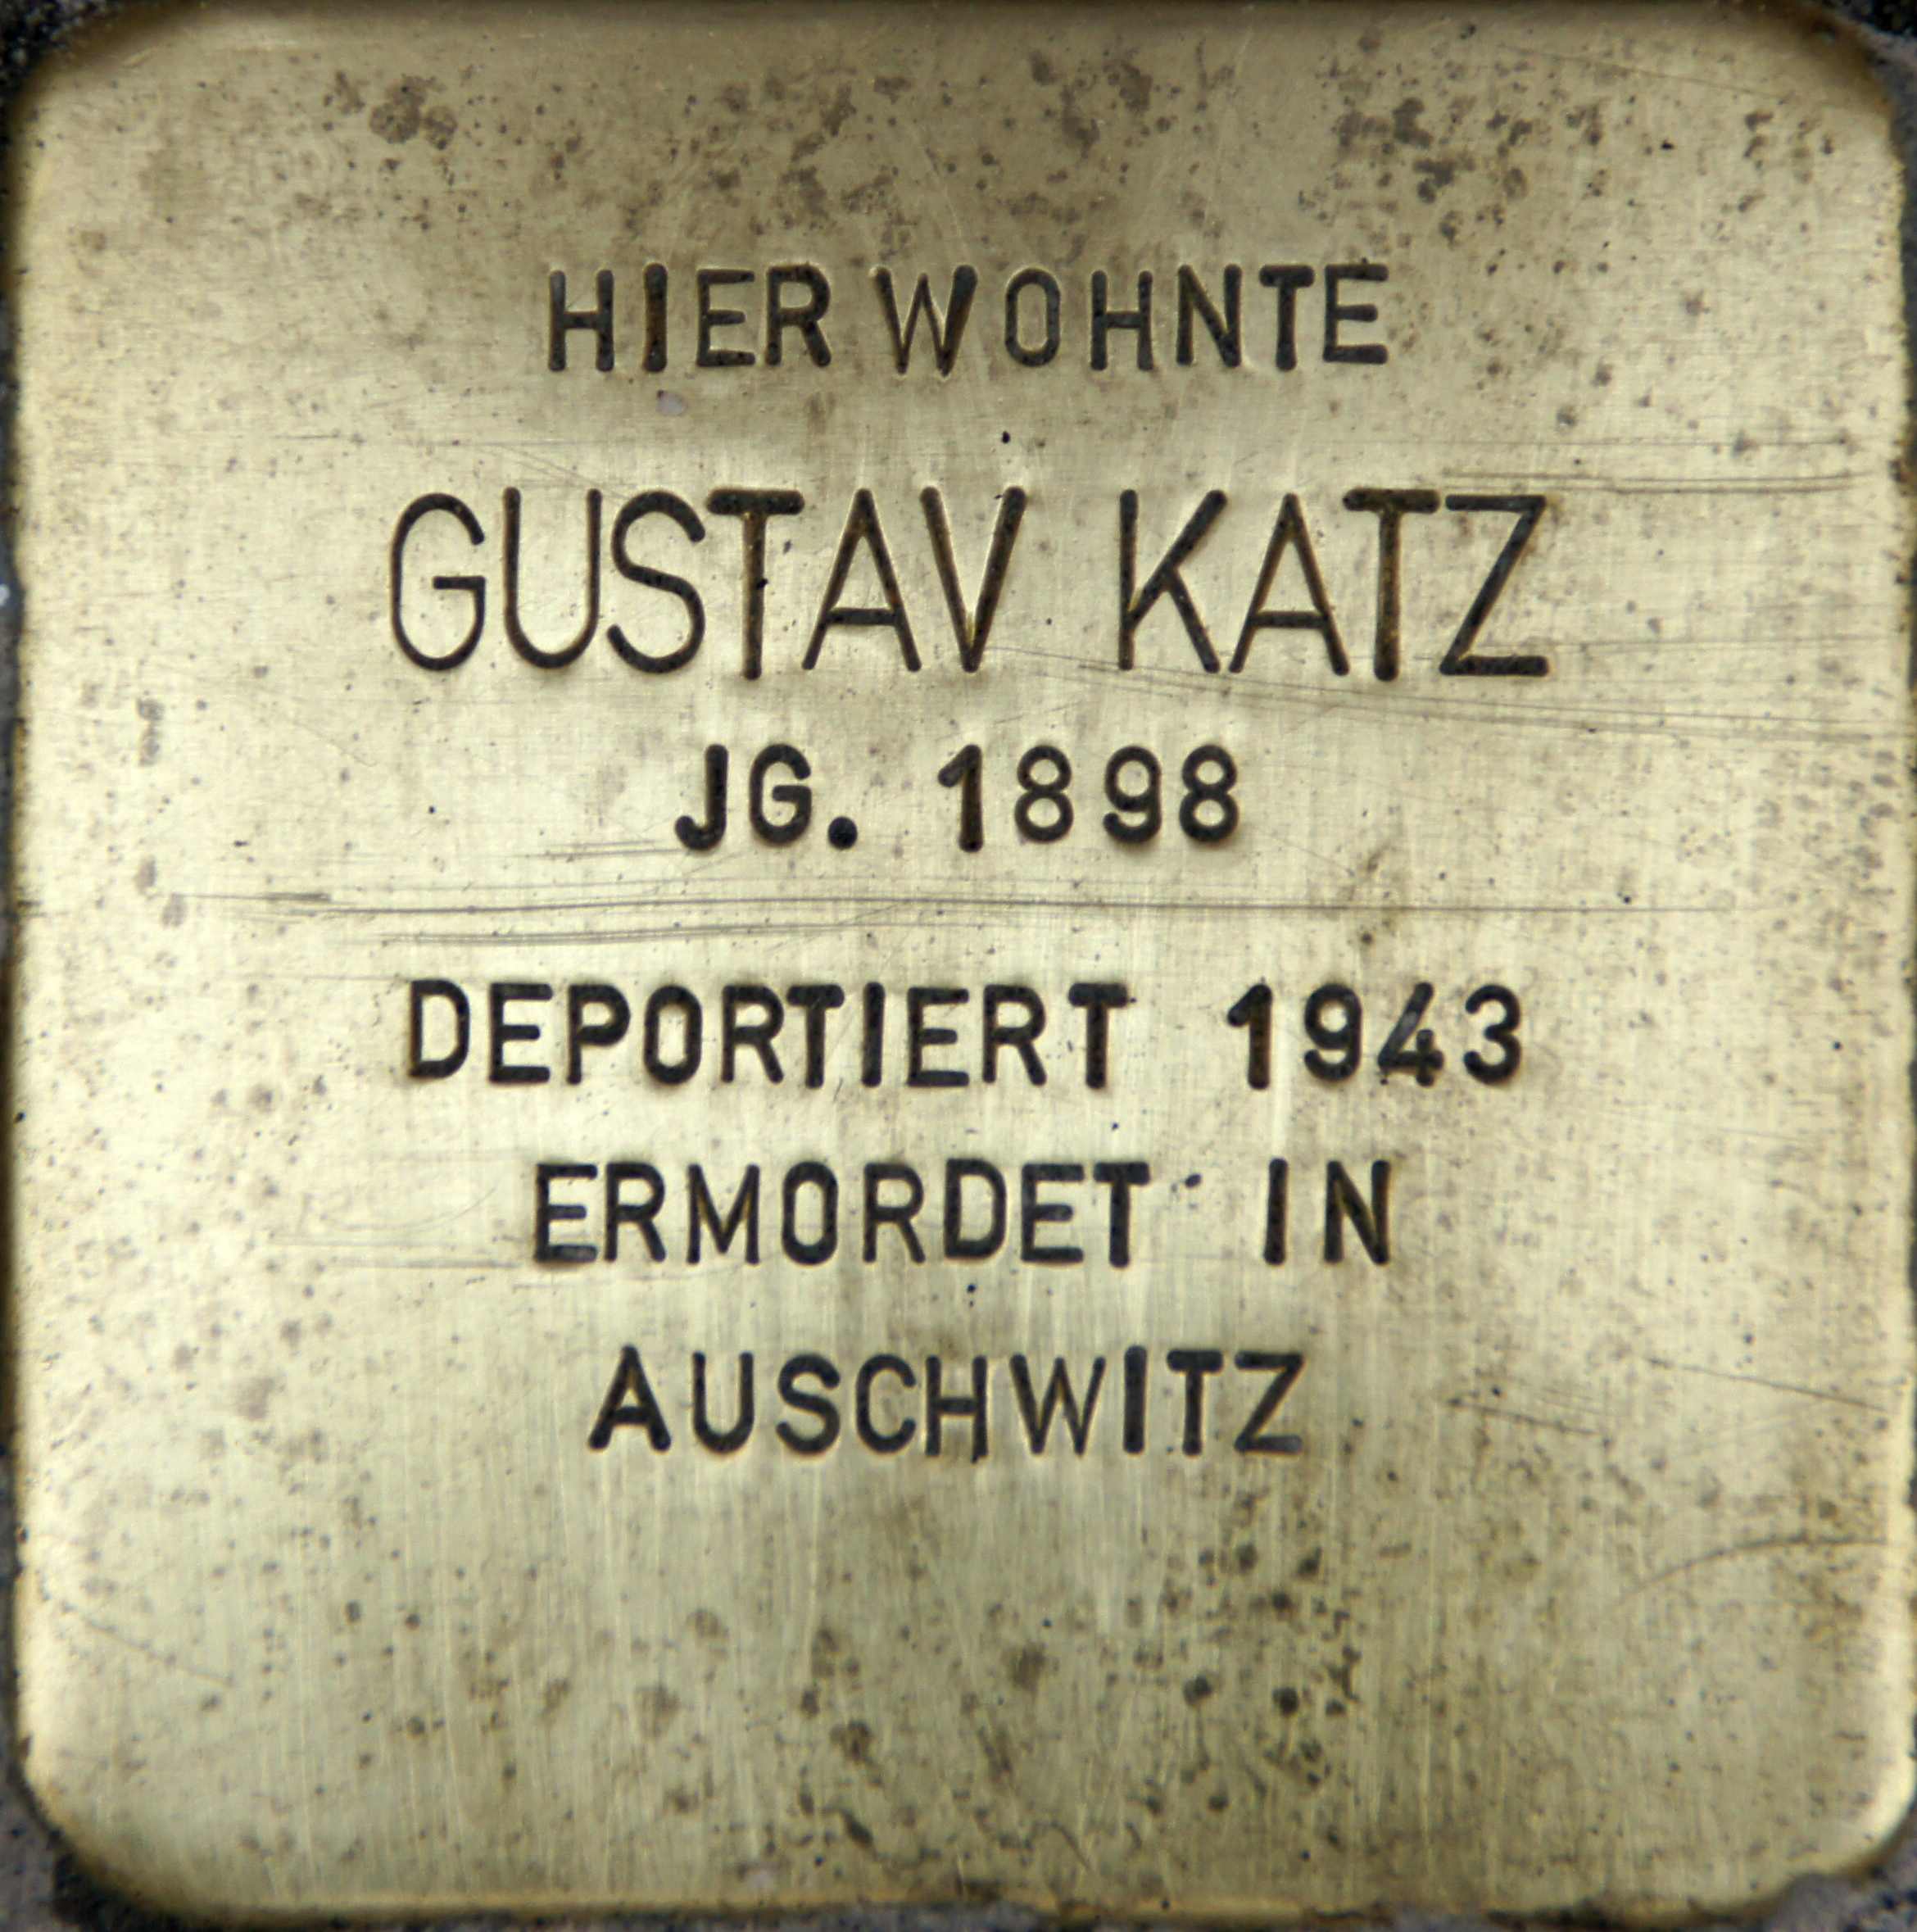 HIER WOHNTE
GUSTAV KATZ
JG. 1898
DEPORTIERT 1943
ERMORDET IN
AUSCHWITZ